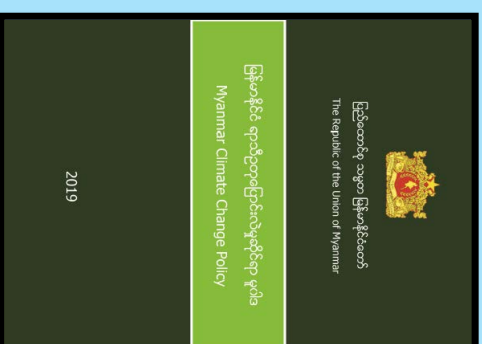 ပြည်ထောင်စု သမ္မတ မြန်မာနိုင်ငံတော်
The Republic of the Union of Myanmar
မြန်မာနိုင်ငံ ရာသီဥတုပြောင်းလဲမှုဆိုင်ရာ မူဝါဒ
Myanmar Climate Change Policy
2019